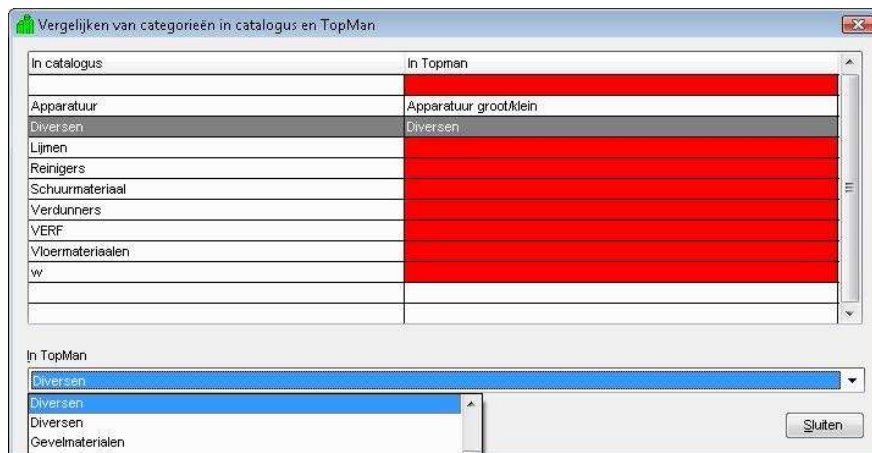 Vergelijken van categorieën in catalogus en TopMan
In catalogus In Topman
Apparatuur Apparatuur groot/klein
Diversen Diversen
Lijmen
Reinigers
Schuurmateriaal
Verdunners
VERF
Vloermateriaalen
w
In TopMan
Diversen
Diversen
Diversen
Sluiten
Gevelmaterialen